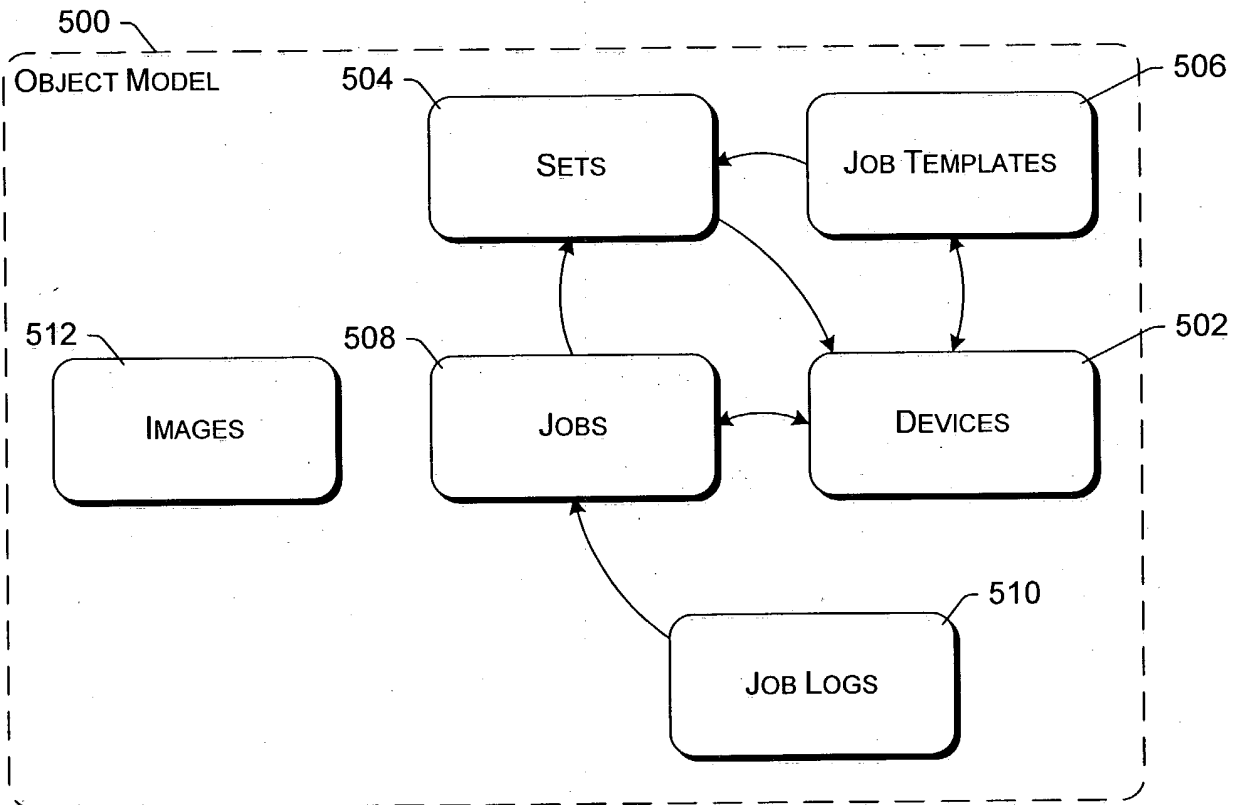 500
OBJECT MODEL
504
506
SETS
JOB TEMPLATES
512
508
502
IMAGES
JOBS
DEVICES
510
JOB LOGS